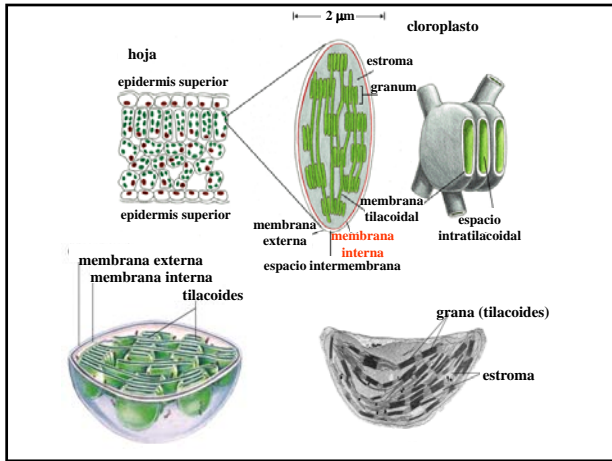 2 μm
cloroplasto
hoja
epidermis superior
estroma
granum
membrana
tilacoidal
espacio
intratilacoidal
epidermis superior
membrana
externa
membrana
interna
espacio intermembrana
membrana externa
membrana interna
tilacoides
grana (tilacoides)
estroma